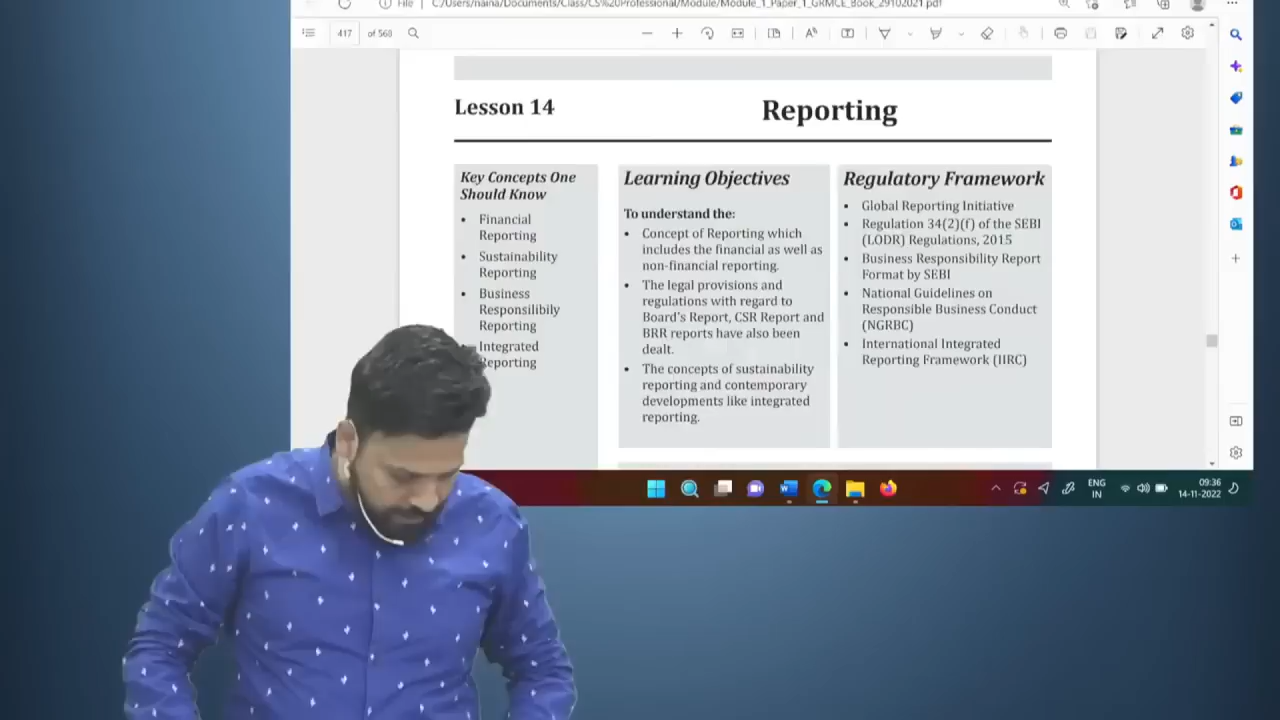 File
C:/Users/naina/Documents/Class/CS%20Professional/Module/Module_1_Paper_1_GRMCE_Book_29102021.pdf
417 of 568
Lesson 14
Reporting
Key Concepts One
Should Know
• Financial
Reporting
• Sustainability
Reporting
• Business
Responsilibily
Reporting
Integrated
Reporting
Learning Objectives
To understand the:
• Concept of Reporting which
includes the financial as well as
non-financial reporting.
• The legal provisions and
regulations with regard to
Board's Report, CSR Report and
BRR reports have also been
dealt.
• The concepts of sustainability
reporting and contemporary
developments like integrated
reporting.
Regulatory Framework
• Global Reporting Initiative
• Regulation 34(2)(f) of the SEBI
(LODR) Regulations, 2015
• Business Responsibility Report
Format by SEBI
• National Guidelines on
Responsible Business Conduct
(NGRBC)
• International Integrated
Reporting Framework (IIRC)
ENG
IN
09:36
14-11-2022